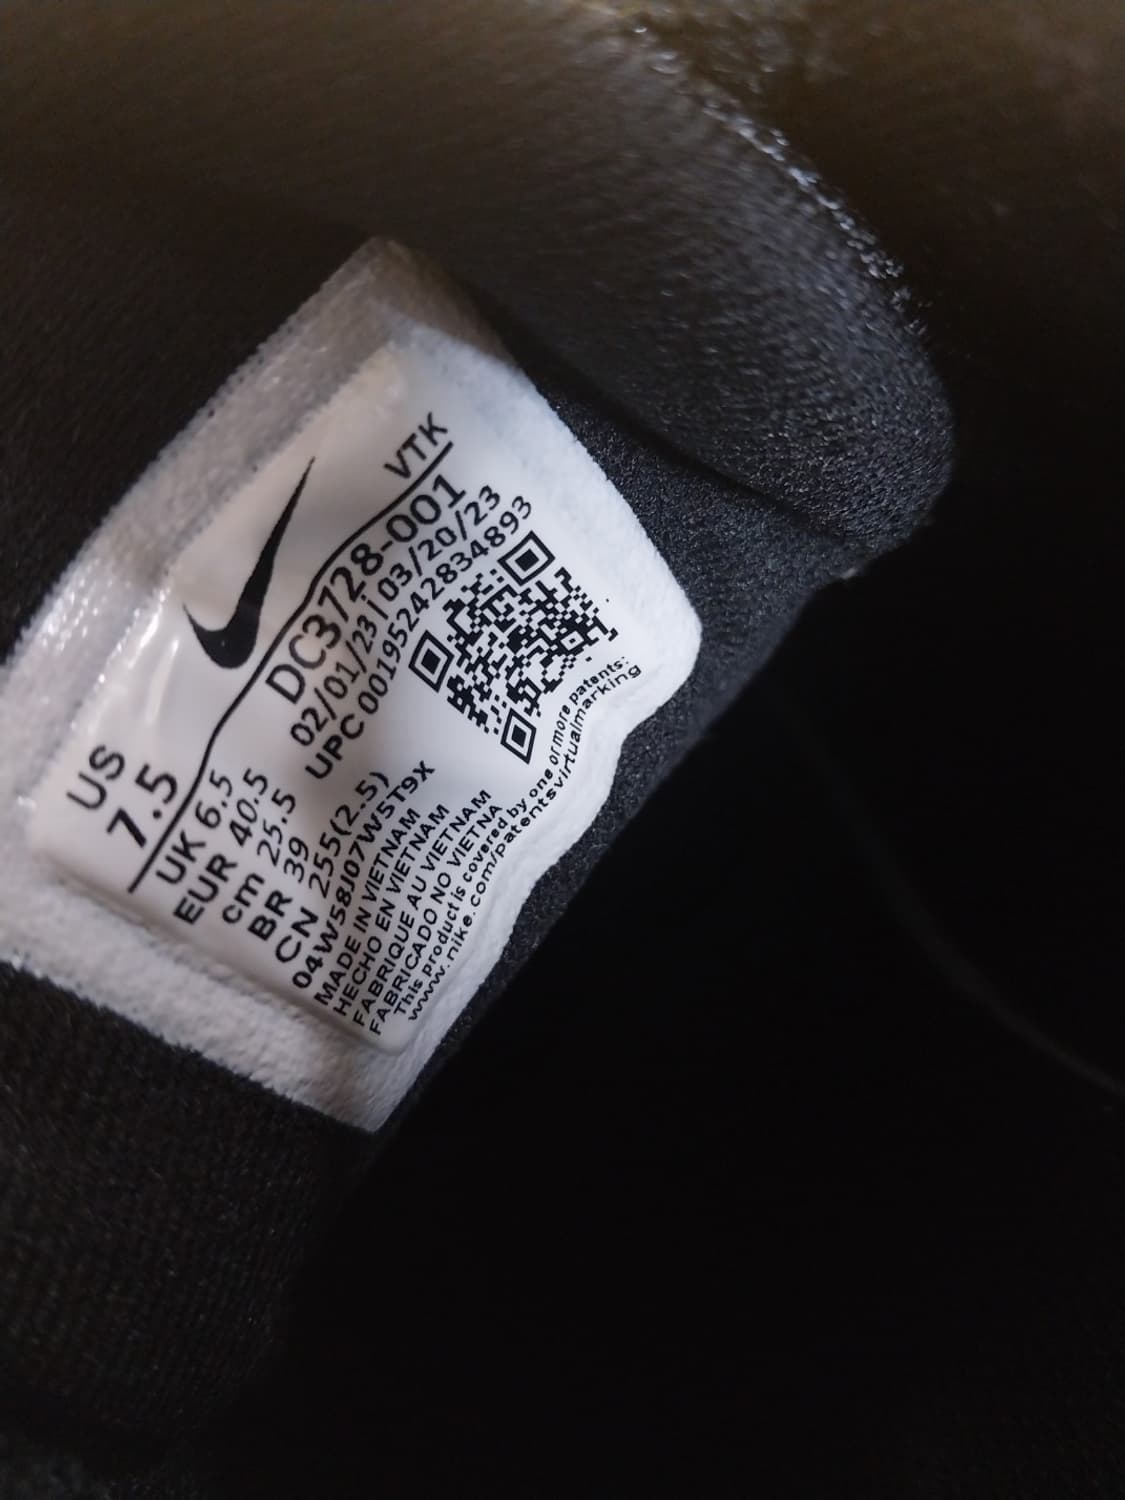 VTK
US
7.5
DC3728-001
02/01/23 | 03/20/23
UPC 00195242834893
UK 6.5
EUR 40.5
cm 25.5
BR 39
CN 255(2.5)
04W58J07W5T9X
MADE IN VIETNAM
HECHO EN VIETNAM
FABRIQUE AU VIETNAM
FABRICADO NO VIETNA
This product is covered by one or more patents:
www.nike.com/patentsvirtualmarking